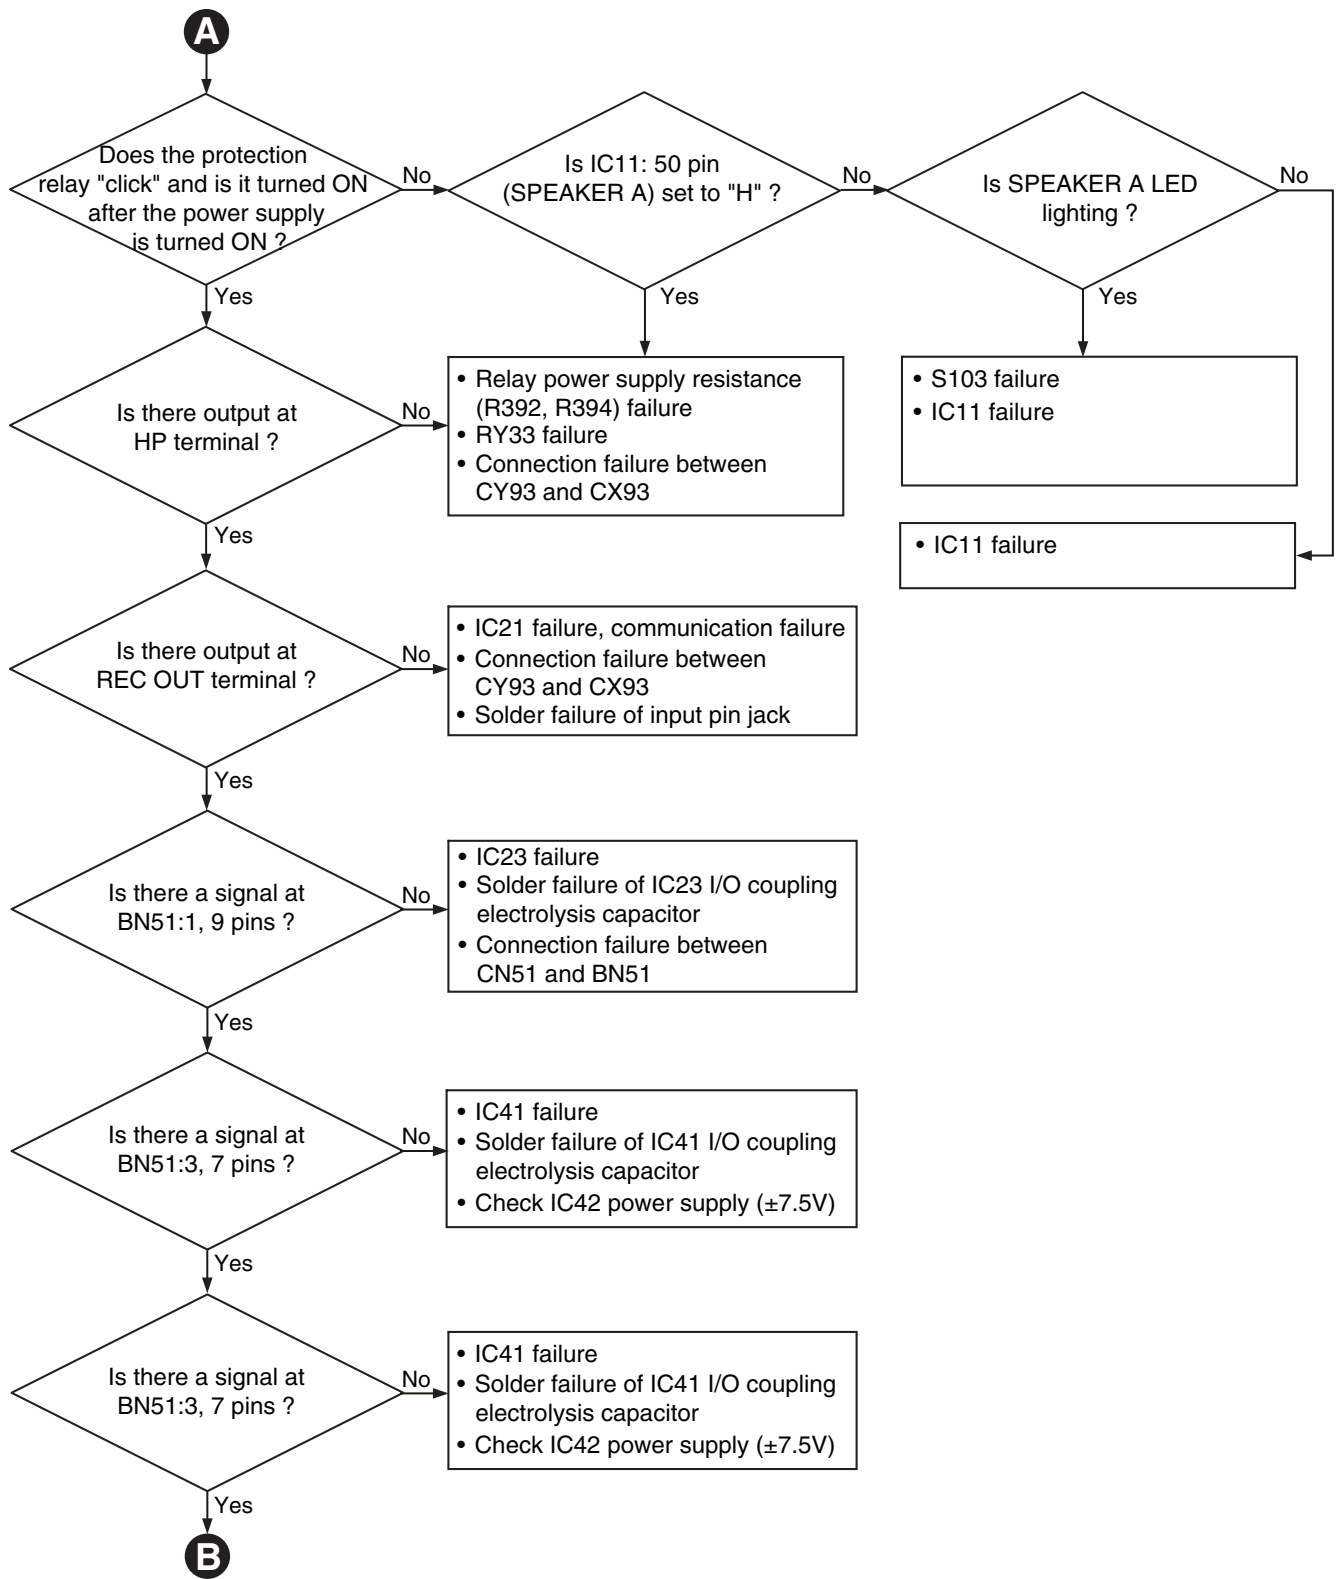 A
Does the protection
relay "click" and is it turned ON
after the power supply
is turned ON ?
No
Is IC11: 50 pin
(SPEAKER A) set to "H" ?
No
Is SPEAKER A LED
lighting ?
No
Yes
Yes
Yes
Is there output at
HP terminal ?
No
• Relay power supply resistance
(R392, R394) failure
• RY33 failure
• Connection failure between
CY93 and CX93
• S103 failure
• IC11 failure
• IC11 failure
Yes
Is there output at
REC OUT terminal ?
No
• IC21 failure, communication failure
• Connection failure between
CY93 and CX93
• Solder failure of input pin jack
Yes
Is there a signal at
BN51:1, 9 pins ?
No
• IC23 failure
• Solder failure of IC23 I/O coupling
electrolysis capacitor
• Connection failure between
CN51 and BN51
Yes
Is there a signal at
BN51:3, 7 pins ?
No
• IC41 failure
• Solder failure of IC41 I/O coupling
electrolysis capacitor
• Check IC42 power supply (±7.5V)
Yes
Is there a signal at
BN51:3, 7 pins ?
No
• IC41 failure
• Solder failure of IC41 I/O coupling
electrolysis capacitor
• Check IC42 power supply (±7.5V)
Yes
B